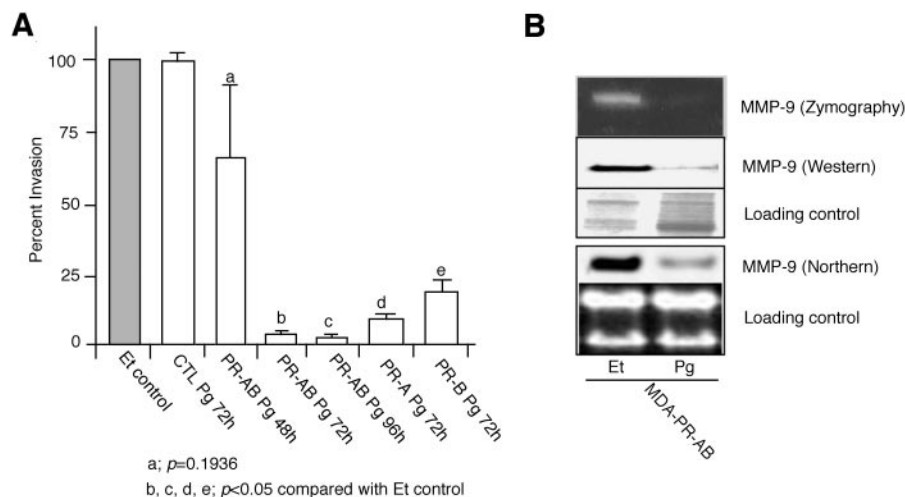 A
Percent Invasion
100
75
50
25
0
a
b
c
d
e
Et control
CTL Pg 72h
PR-AB Pg 48h
PR-AB Pg 72h
PR-AB Pg 96h
PR-A Pg 72h
PR-B Pg 72h
a; p=0.1936
b, c, d, e; p<0.05 compared with Et control
B
MMP-9 (Zymography)
MMP-9 (Western)
Loading control
MMP-9 (Northern)
Loading control
Et Pg
MDA-PR-AB